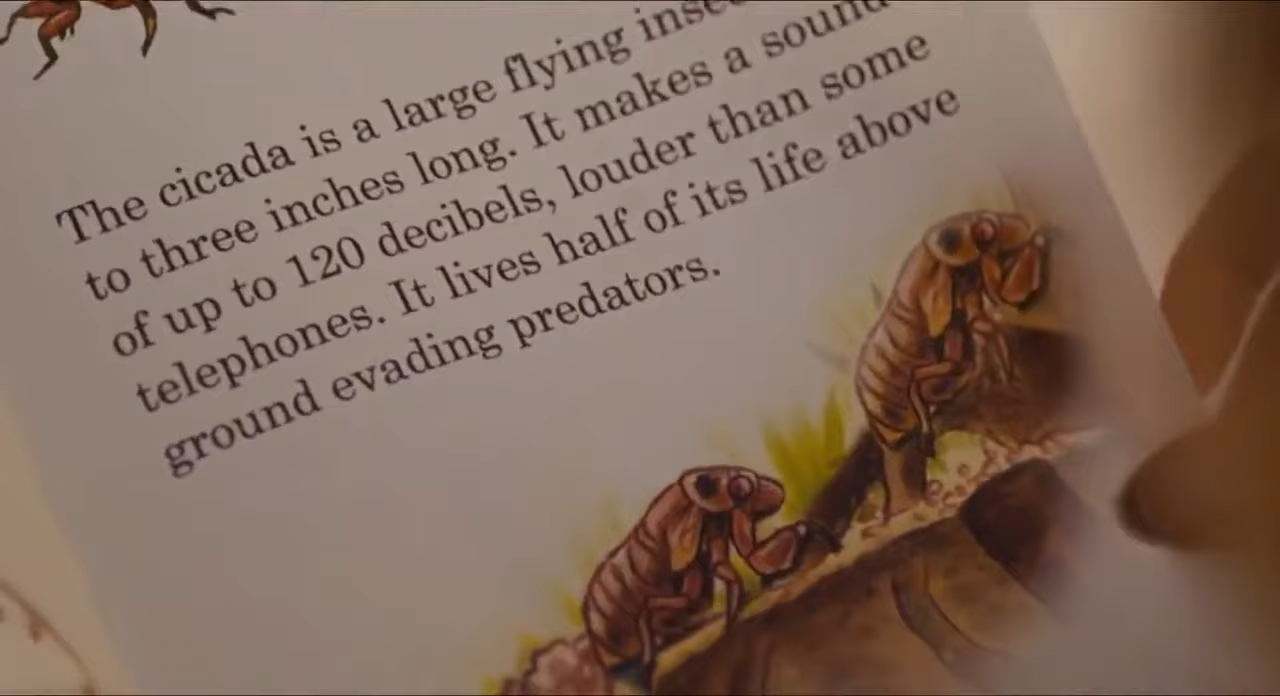 The cicada is a large flying
to three inches long. It makes a sound
of up to 120 decibels, louder than some
telephones. It lives half of its life above
ground evading predators.